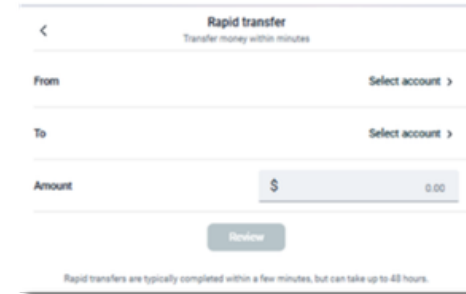 Rapid transfer
Transfer money within minutes
From Select account >
To Select account >
Amount $ 0.00
Review
Rapid transfers are typically completed within a few minutes, but can take up to 48 hours.